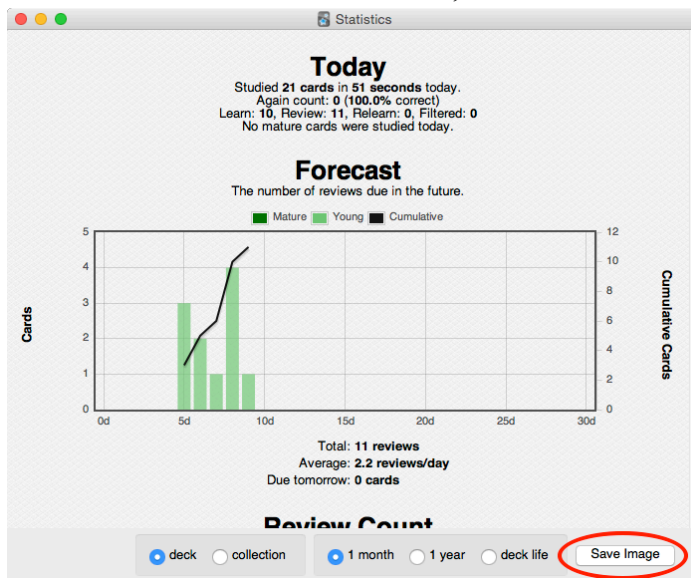 Statistics
Today
Studied 21 cards in 51 seconds today.
Again count: 0 (100.0% correct)
Learn: 10, Review: 11, Relearn: 0, Filtered: 0
No mature cards were studied today.
Forecast
The number of reviews due in the future.
Mature Young Cumulative
5 12
4 10
3 8
2 6
1 4
0 2
0
Cards
Cumulative Cards
0d 5d 10d 15d 20d 25d 30d
Total: 11 reviews
Average: 2.2 reviews/day
Due tomorrow: 0 cards
Review Count
deck collection 1 month 1 year deck life Save Image